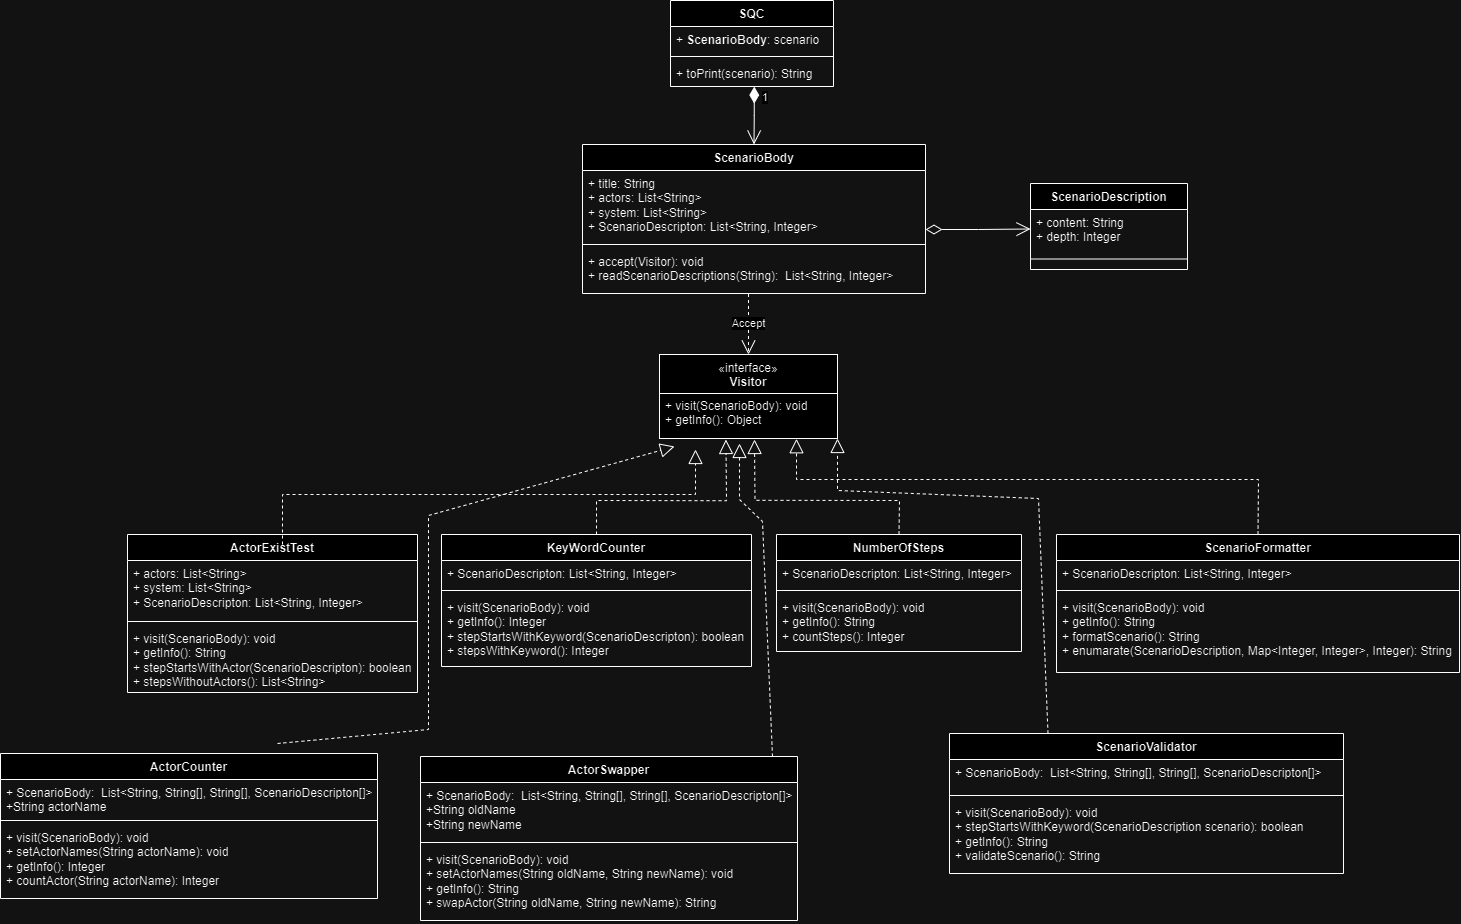 SQC
+ ScenarioBody: scenario
+ toPrint(scenario): String
1
ScenarioBody
+ title: String
+ actors: List<String>
+ system: List<String>
+ ScenarioDescripton: List<String, Integer>
+ accept(Visitor): void
+ readScenarioDescriptions(String):  List<String, Integer>
ScenarioDescription
+ content: String
+ depth: Integer
Accept
«interface»
Visitor
+ visit(ScenarioBody): void
+ getInfo(): Object
ActorExistTest
+ actors: List<String>
+ system: List<String>
+ ScenarioDescripton: List<String, Integer>
+ visit(ScenarioBody): void
+ getInfo(): String
+ stepStartsWithActor(ScenarioDescripton): boolean
+ stepsWithoutActors(): List<String>
KeyWordCounter
+ ScenarioDescripton: List<String, Integer>
+ visit(ScenarioBody): void
+ getInfo(): Integer
+ stepStartsWithKeyword(ScenarioDescripton): boolean
+ stepsWithKeyword(): Integer
NumberOfSteps
+ ScenarioDescripton: List<String, Integer>
+ visit(ScenarioBody): void
+ getInfo(): String
+ countSteps(): Integer
ScenarioFormatter
+ ScenarioDescripton: List<String, Integer>
+ visit(ScenarioBody): void
+ getInfo(): String
+ formatScenario(): String
+ enumarate(ScenarioDescription, Map<Integer, Integer>, Integer): String
ActorCounter
+ ScenarioBody:  List<String, String[], String[], ScenarioDescripton[]>
+String actorName
+ visit(ScenarioBody): void
+ setActorNames(String actorName): void
+ getInfo(): Integer
+ countActor(String actorName): Integer
ActorSwapper
+ ScenarioBody:  List<String, String[], String[], ScenarioDescripton[]>
+String oldName
+String newName
+ visit(ScenarioBody): void
+ setActorNames(String oldName, String newName): void
+ getInfo(): String
+ swapActor(String oldName, String newName): String
ScenarioValidator
+ ScenarioBody:  List<String, String[], String[], ScenarioDescripton[]>
+ visit(ScenarioBody): void
+ stepStartsWithKeyword(ScenarioDescription scenario): boolean
+ getInfo(): String
+ validateScenario(): String